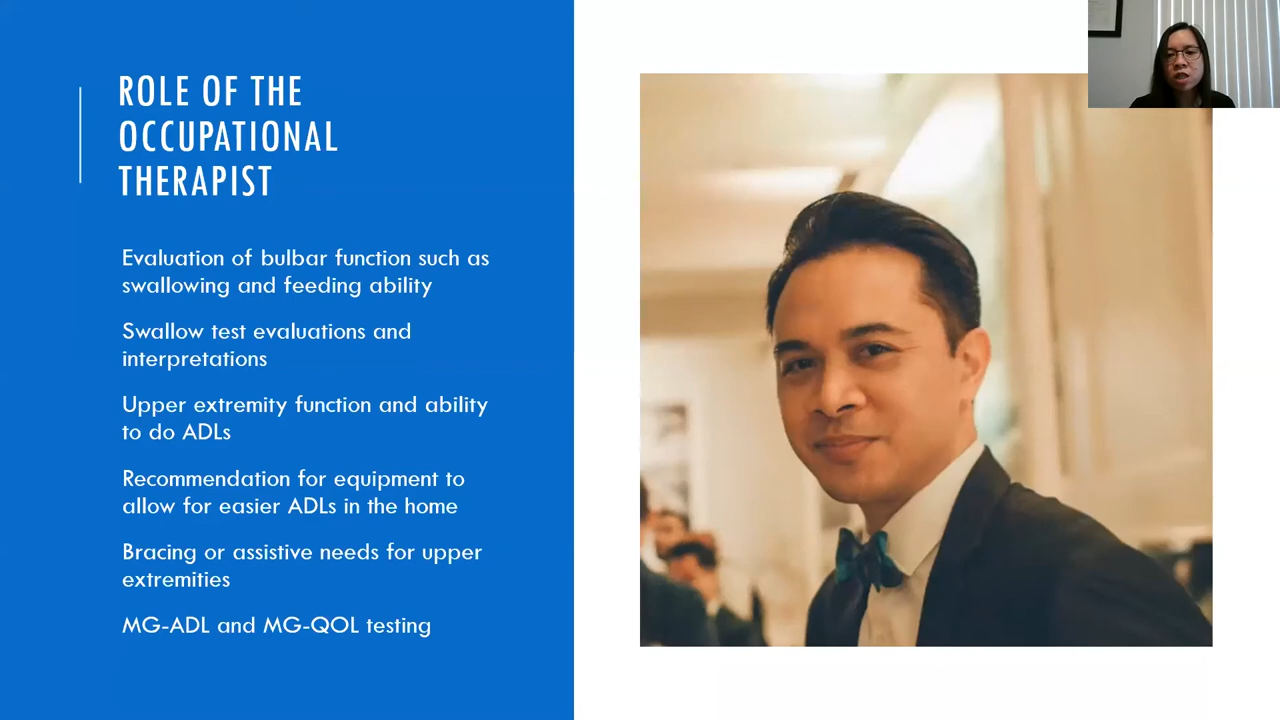 ROLE OF THE
OCCUPATIONAL
THERAPIST
Evaluation of bulbar function such as
swallowing and feeding ability
Swallow test evaluations and
interpretations
Upper extremity function and ability
to do ADLs
Recommendation for equipment to
allow for easier ADLs in the home
Bracing or assistive needs for upper
extremities
MG-ADL and MG-QOL testing